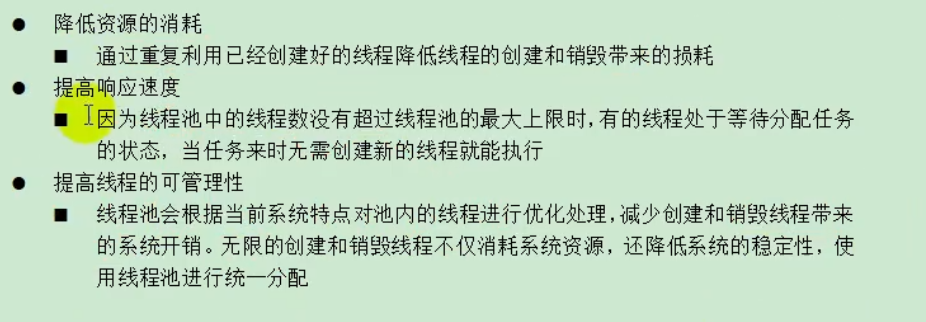 降低资源的消耗
通过重复利用已经创建好的线程降低线程的创建和销毁带来的损耗
提高响应速度
因为线程池中的线程数没有超过线程池的最大上限时,有的线程处于等待分配任务
的状态，当任务来时无需创建新的线程就能执行
提高线程的可管理性
线程池会根据当前系统特点对池内的线程进行优化处理,减少创建和销毁线程带来
的系统开销。无限的创建和销毁线程不仅消耗系统资源，还降低系统的稳定性，使
用线程池进行统一分配